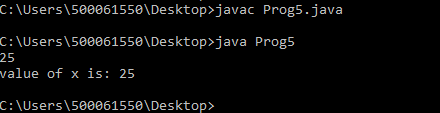 C:\Users\500061550\Desktop>javac Prog5.java
C:\Users\500061550\Desktop>java Prog5
25
value of x is: 25
C:\Users\500061550\Desktop>